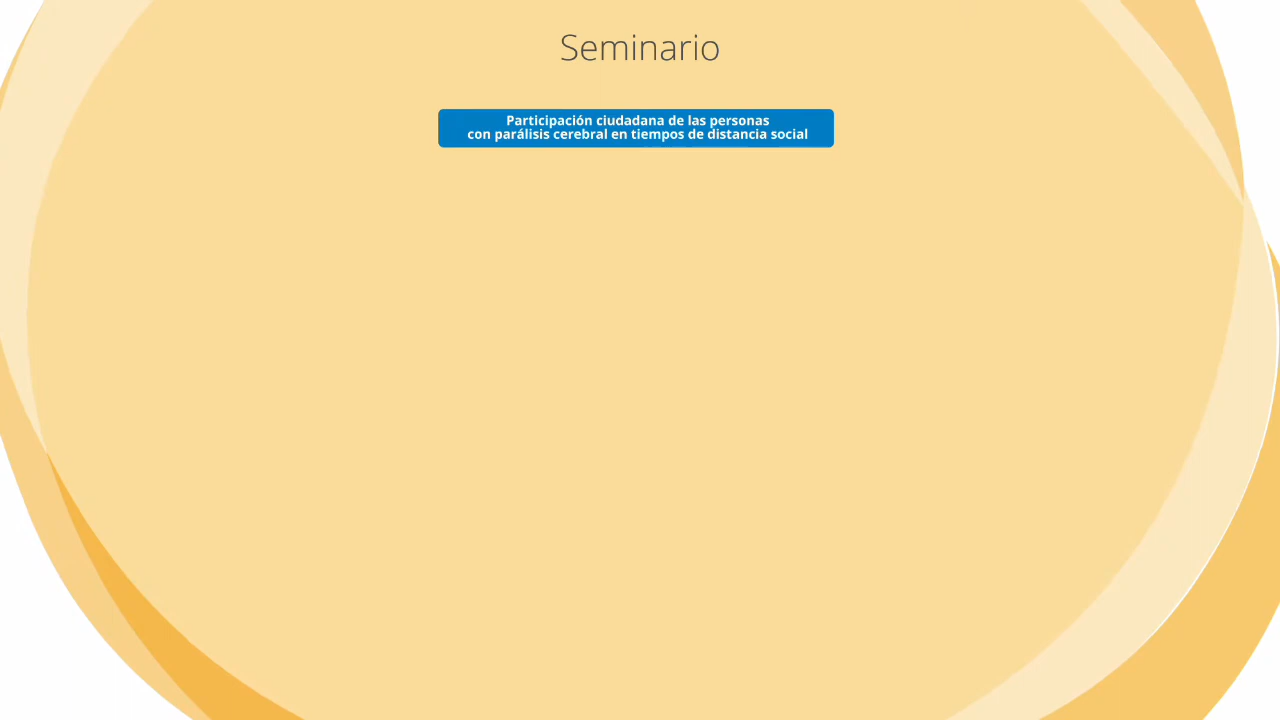 Seminario
Participación ciudadana de las personas
con parálisis cerebral en tiempos de distancia social